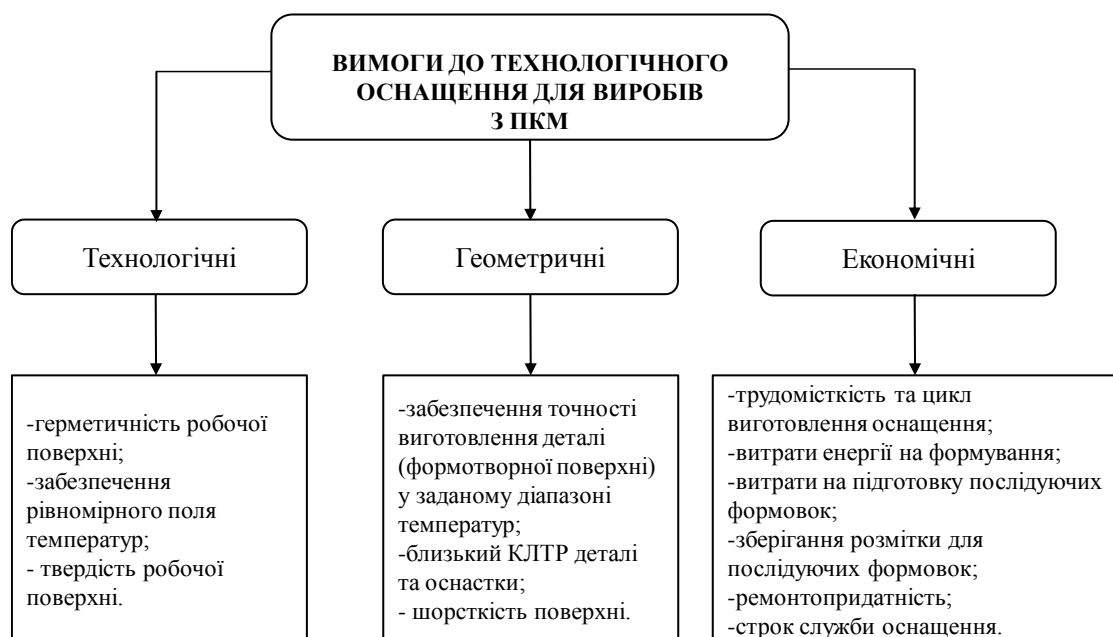 ВИМОГИ ДО ТЕХНОЛОГІЧНОГО
ОСНАЩЕННЯ ДЛЯ ВИРОБІВ
З ПКМ
Технологічні
Геометричні
Економічні
-герметичність робочої
поверхні;
-забезпечення
рівномірного поля
температур;
- твердість робочої
поверхні.
-забезпечення точності
виготовлення деталі
(формотворної поверхні)
у заданому діапазоні
температур;
-близький КЛТР деталі
та оснастки;
- шорсткість поверхні.
-трудомісткість та цикл
виготовлення оснащення;
-витрати енергії на формування;
-витрати на підготовку послідуючих
формовок;
-зберігання розмітки для
послідуючих формовок;
-ремонтопридатність;
-строк служби оснащення.